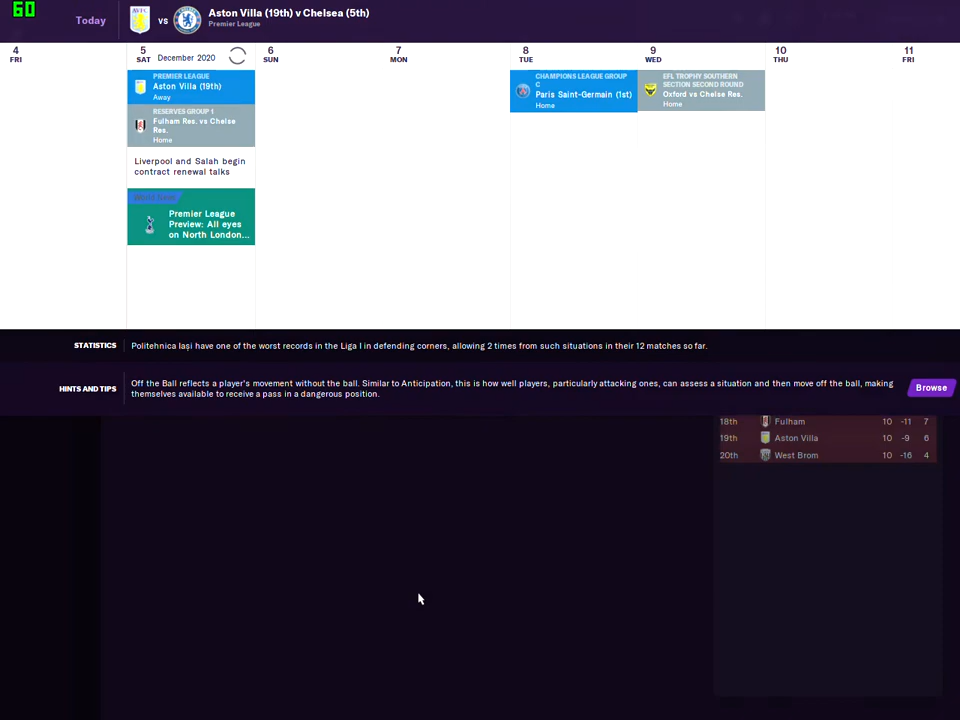 60
Today
vs
Aston Villa (19th) v Chelsea (5th)
Premier League
4
FRI
5
SAT
December 2020
6
SUN
7
MON
8
TUE
9
WED
10
THU
11
FRI
PREMIER LEAGUE
Aston Villa (19th)
Away
RESERVES GROUP 1
Fulham Res. vs Chelse
Res.
Home
Liverpool and Salah begin
contract renewal talks
Premier League
Preview: All eyes
on North London...
CHAMPIONS LEAGUE GROUP
C
Paris Saint-Germain (1st)
Home
EFL TROPHY SOUTHERN
SECTION SECOND ROUND
Oxford vs Chelse Res.
Home
STATISTICS
Politehnica Iași have one of the worst records in the Liga I in defending corners, allowing 2 times from such situations in their 12 matches so far.
HINTS AND TIPS
Off the Ball reflects a player's movement without the ball. Similar to Anticipation, this is how well players, particularly attacking ones, can assess a situation and then move off the ball, making
themselves available to receive a pass in a dangerous position.
Browse
18th Fulham 10 -11 7
19th Aston Villa 10 -9 6
20th West Brom 10 -16 4